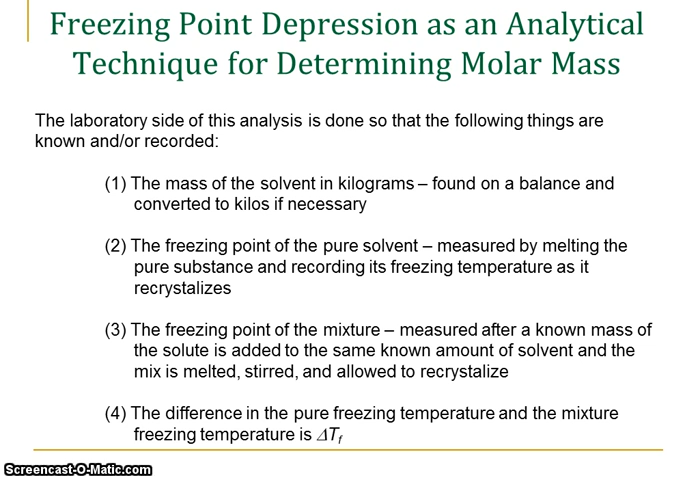 Freezing Point Depression as an Analytical
Technique for Determining Molar Mass
The laboratory side of this analysis is done so that the following things are
known and/or recorded:
(1) The mass of the solvent in kilograms – found on a balance and
converted to kilos if necessary
(2) The freezing point of the pure solvent – measured by melting the
pure substance and recording its freezing temperature as it
recrystalizes
(3) The freezing point of the mixture – measured after a known mass of
the solute is added to the same known amount of solvent and the
mix is melted, stirred, and allowed to recrystalize
(4) The difference in the pure freezing temperature and the mixture
freezing temperature is ΔTf
Screencast-O-Matic.com